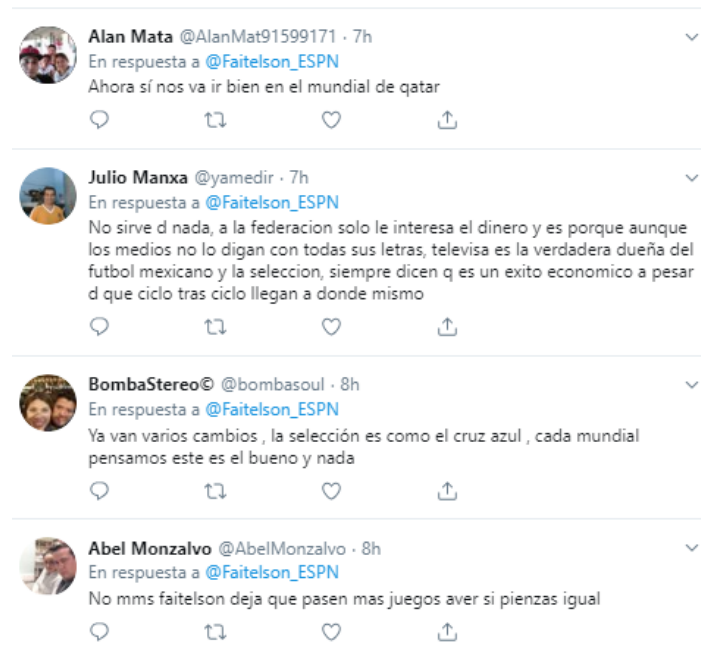 Alan Mata @AlanMat91599171 · 7h
En respuesta a @Faitelson_ESPN
Ahora sí nos va ir bien en el mundial de qatar
Julio Manxa @yamedir · 7h
En respuesta a @Faitelson_ESPN
No sirve d nada, a la federacion solo le interesa el dinero y es porque aunque
los medios no lo digan con todas sus letras, televisa es la verdadera dueña del
futbol mexicano y la seleccion, siempre dicen q es un exito economico a pesar
d que ciclo tras ciclo llegan a donde mismo
BombaStereo© @bombasoul · 8h
En respuesta a @Faitelson_ESPN
Ya van varios cambios , la selección es como el cruz azul , cada mundial
pensamos este es el bueno y nada
Abel Monzalvo @AbelMonzalvo · 8h
En respuesta a @Faitelson_ESPN
No mms faitelson deja que pasen mas juegos aver si pienzas igual